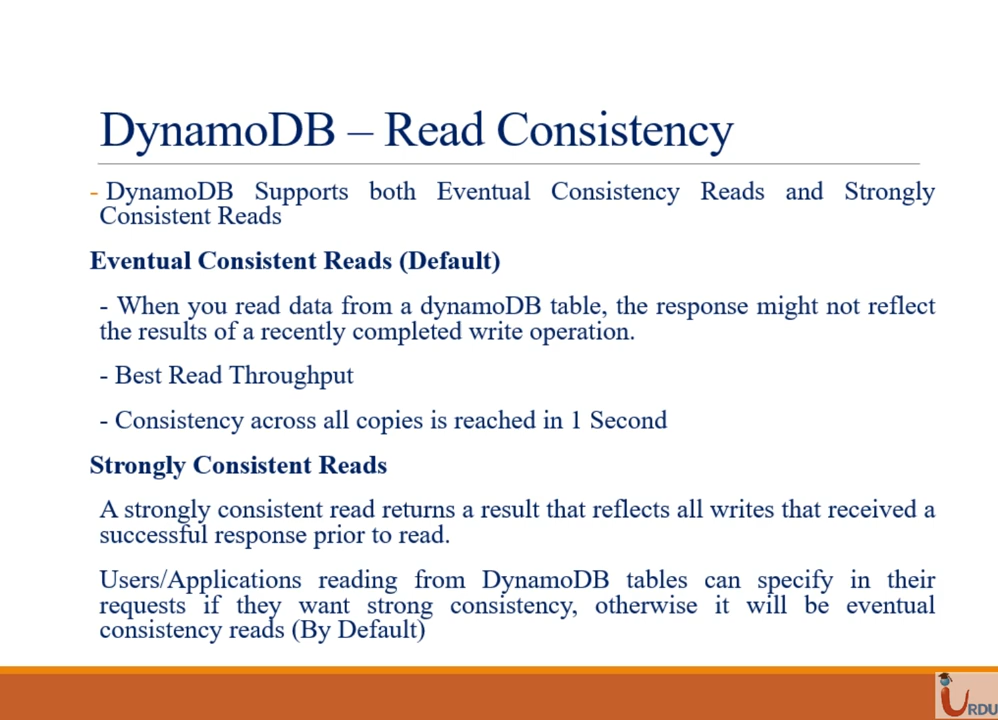 DynamoDB – Read Consistency
- DynamoDB Supports both Eventual Consistency Reads and Strongly
Consistent Reads
Eventual Consistent Reads (Default)
- When you read data from a dynamoDB table, the response might not reflect
the results of a recently completed write operation.
- Best Read Throughput
- Consistency across all copies is reached in 1 Second
Strongly Consistent Reads
A strongly consistent read returns a result that reflects all writes that received a
successful response prior to read.
Users/Applications reading from DynamoDB tables can specify in their
requests if they want strong consistency, otherwise it will be eventual
consistency reads (By Default)
iURDU